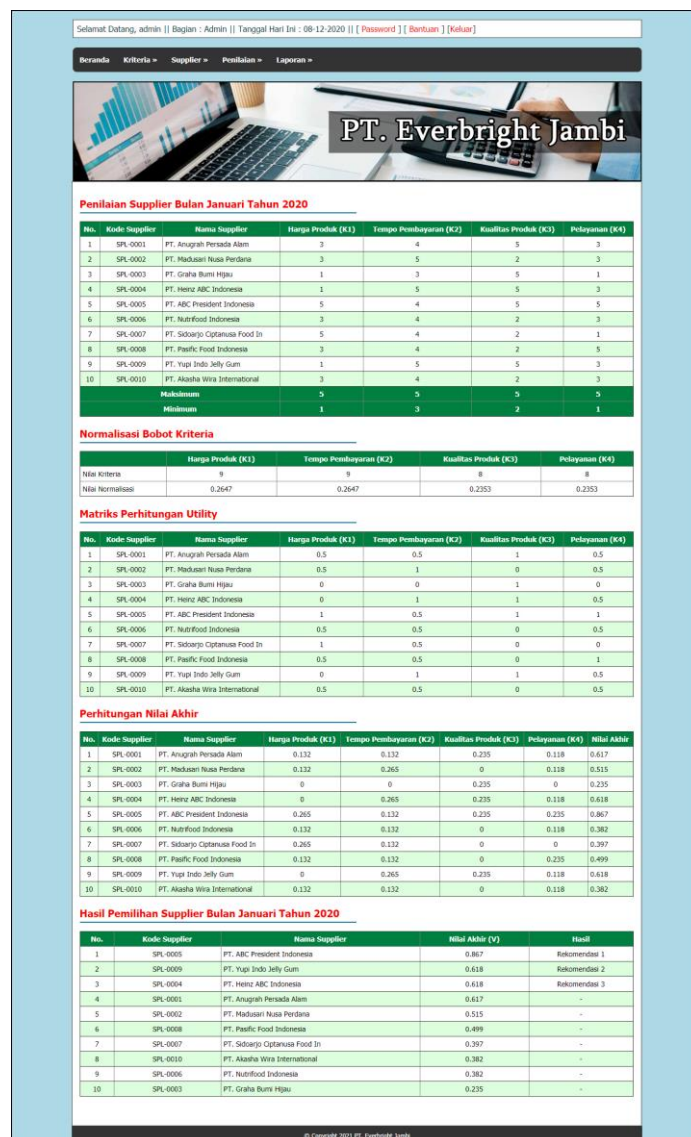 Selamat Datang, admin || Bagian : Admin || Tanggal Hari Ini : 08-12-2020 || [ Password ] [ Bantuan ] [Keluar]
Beranda Kriteria » Supplier » Penilaian » Laporan »
PT. Everbright Jambi
Penilaian Supplier Bulan Januari Tahun 2020
No. Kode Supplier Nama Supplier Harga Produk (K1) Tempo Pembayaran (K2) Kualitas Produk (K3) Pelayanan (K4)
1 SPL-0001 PT. Anugrah Persada Alam 3 4 5 3
2 SPL-0002 PT. Madusari Nusa Perdana 3 5 2 3
3 SPL-0003 PT. Graha Bumi Hijau 1 3 5 1
4 SPL-0004 PT. Heinz ABC Indonesia 1 5 5 3
5 SPL-0005 PT. ABC President Indonesia 5 4 5 5
6 SPL-0006 PT. Nutrifood Indonesia 3 4 2 3
7 SPL-0007 PT. Sidoarjo Ciptanusa Food In 5 4 2 1
8 SPL-0008 PT. Pasific Food Indonesia 3 4 2 5
9 SPL-0009 PT. Yupi Indo Jelly Gum 1 5 5 3
10 SPL-0010 PT. Akasha Wira International 3 4 2 3
Maksimum 5 5 5 5
Minimum 1 3 2 1
Normalisasi Bobot Kriteria
Harga Produk (K1) Tempo Pembayaran (K2) Kualitas Produk (K3) Pelayanan (K4)
Nilai Kriteria 9 9 8 8
Nilai Normalisasi 0.2647 0.2647 0.2353 0.2353
Matriks Perhitungan Utility
No. Kode Supplier Nama Supplier Harga Produk (K1) Tempo Pembayaran (K2) Kualitas Produk (K3) Pelayanan (K4)
1 SPL-0001 PT. Anugrah Persada Alam 0.5 0.5 1 0.5
2 SPL-0002 PT. Madusari Nusa Perdana 0.5 1 0 0.5
3 SPL-0003 PT. Graha Bumi Hijau 0 0 1 0
4 SPL-0004 PT. Heinz ABC Indonesia 0 1 1 0.5
5 SPL-0005 PT. ABC President Indonesia 1 0.5 1 1
6 SPL-0006 PT. Nutrifood Indonesia 0.5 0.5 0 0.5
7 SPL-0007 PT. Sidoarjo Ciptanusa Food In 1 0.5 0 0
8 SPL-0008 PT. Pasific Food Indonesia 0.5 0.5 0 1
9 SPL-0009 PT. Yupi Indo Jelly Gum 0 1 1 0.5
10 SPL-0010 PT. Akasha Wira International 0.5 0.5 0 0.5
Perhitungan Nilai Akhir
No. Kode Supplier Nama Supplier Harga Produk (K1) Tempo Pembayaran (K2) Kualitas Produk (K3) Pelayanan (K4) Nilai Akhir
1 SPL-0001 PT. Anugrah Persada Alam 0.132 0.132 0.235 0.118 0.617
2 SPL-0002 PT. Madusari Nusa Perdana 0.132 0.265 0 0.118 0.515
3 SPL-0003 PT. Graha Bumi Hijau 0 0 0.235 0 0.235
4 SPL-0004 PT. Heinz ABC Indonesia 0 0.265 0.235 0.118 0.618
5 SPL-0005 PT. ABC President Indonesia 0.265 0.132 0.235 0.235 0.867
6 SPL-0006 PT. Nutrifood Indonesia 0.132 0.132 0 0.118 0.382
7 SPL-0007 PT. Sidoarjo Ciptanusa Food In 0.265 0.132 0 0 0.397
8 SPL-0008 PT. Pasific Food Indonesia 0.132 0.132 0 0.235 0.499
9 SPL-0009 PT. Yupi Indo Jelly Gum 0 0.265 0.235 0.118 0.618
10 SPL-0010 PT. Akasha Wira International 0.132 0.132 0 0.118 0.382
Hasil Pemilihan Supplier Bulan Januari Tahun 2020
No. Kode Supplier Nama Supplier Nilai Akhir (V) Hasil
1 SPL-0005 PT. ABC President Indonesia 0.867 Rekomendasi 1
2 SPL-0009 PT. Yupi Indo Jelly Gum 0.618 Rekomendasi 2
3 SPL-0004 PT. Heinz ABC Indonesia 0.618 Rekomendasi 3
4 SPL-0001 PT. Anugrah Persada Alam 0.617 -
5 SPL-0002 PT. Madusari Nusa Perdana 0.515 -
6 SPL-0008 PT. Pasific Food Indonesia 0.499 -
7 SPL-0007 PT. Sidoarjo Ciptanusa Food In 0.397 -
8 SPL-0010 PT. Akasha Wira International 0.382 -
9 SPL-0006 PT. Nutrifood Indonesia 0.382 -
10 SPL-0003 PT. Graha Bumi Hijau 0.235 -
© Copyright 2021 PT. Everbright Jambi